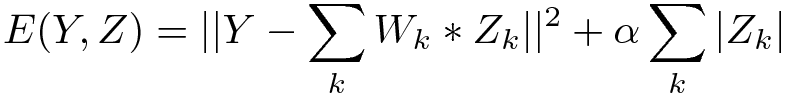 E(Y, Z) = ||Y − ∑_k W_k ∗ Z_k||² + α ∑_k |Z_k|